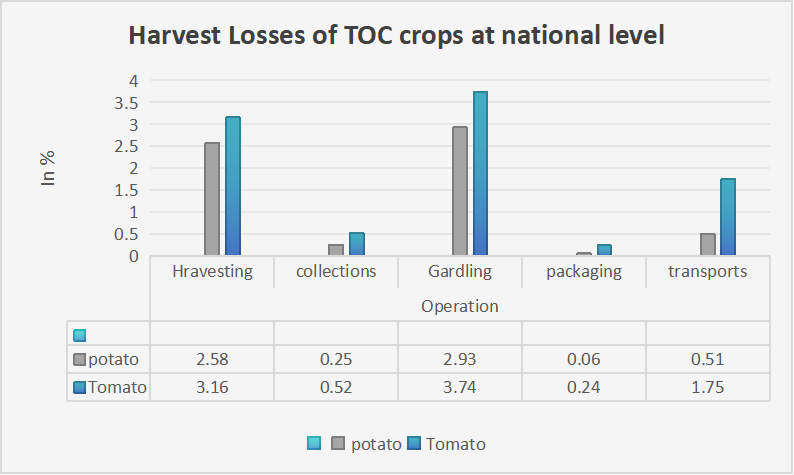 Harvest Losses of TOC crops at national level
In %
4
3.5
3
2.5
2
1.5
1
0.5
0
Hravesting collections Gardling packaging transports
Operation
potato 2.58 0.25 2.93 0.06 0.51
Tomato 3.16 0.52 3.74 0.24 1.75
potato Tomato